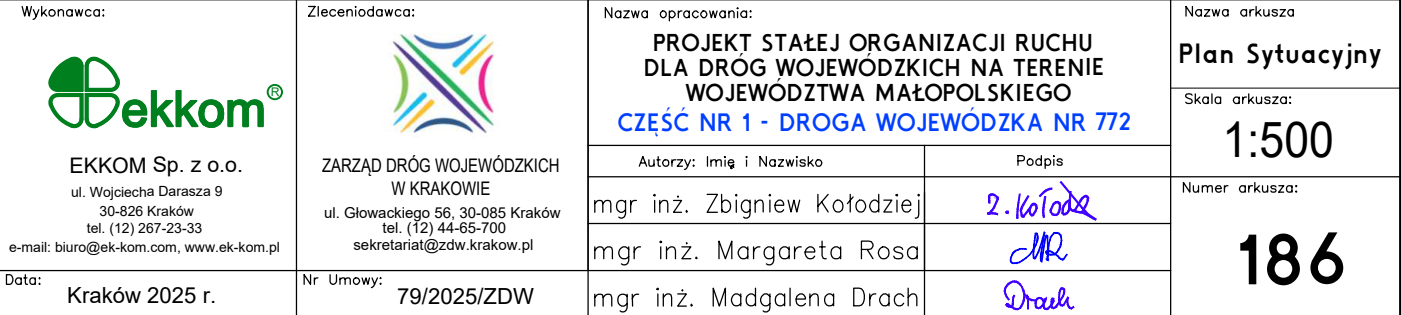 Wykonawca:
ekkom®
EKKOM Sp. z o.o.
ul. Wojciecha Darasza 9
30-826 Kraków
tel. (12) 267-23-33
e-mail: biuro@ek-kom.com, www.ek-kom.pl
Data:
Kraków 2025 r.
Zleceniodawca:
ZARZĄD DRÓG WOJEWÓDZKICH
W KRAKOWIE
ul. Głowackiego 56, 30-085 Kraków
tel. (12) 44-65-700
sekretariat@zdw.krakow.pl
Nr Umowy:
79/2025/ZDW
Nazwa opracowania:
PROJEKT STAŁEJ ORGANIZACJI RUCHU
DLA DRÓG WOJEWÓDZKICH NA TERENIE
WOJEWÓDZTWA MAŁOPOLSKIEGO
CZĘŚĆ NR 1 - DROGA WOJEWÓDZKA NR 772
Autorzy: Imię i Nazwisko
Podpis
mgr inż. Zbigniew Kołodziej
Z. Kołodz
mgr inż. Margareta Rosa
MR
mgr inż. Madgalena Drach
Drach
Nazwa arkusza
Plan Sytuacyjny
Skala arkusza:
1:500
Numer arkusza:
186